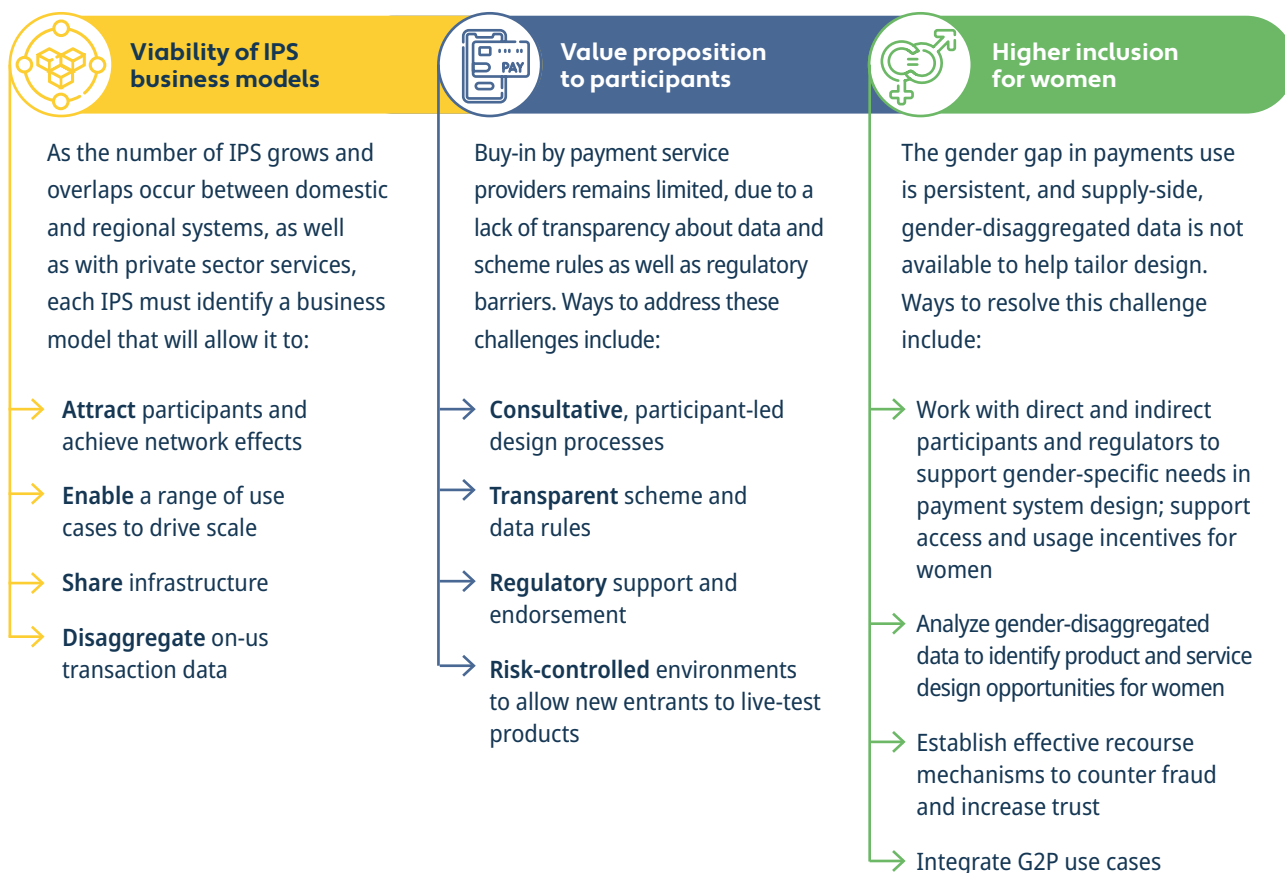 Viability of IPS
business models
As the number of IPS grows and
overlaps occur between domestic
and regional systems, as well
as with private sector services,
each IPS must identify a business
model that will allow it to:
Attract participants and
achieve network effects
Enable a range of use
cases to drive scale
Share infrastructure
Disaggregate on-us
transaction data
PAY
Value proposition
to participants
Buy-in by payment service
providers remains limited, due to a
lack of transparency about data and
scheme rules as well as regulatory
barriers. Ways to address these
challenges include:
Consultative, participant-led
design processes
Transparent scheme and
data rules
Regulatory support and
endorsement
Risk-controlled environments
to allow new entrants to live-test
products
Higher inclusion
for women
The gender gap in payments use
is persistent, and supply-side,
gender-disaggregated data is not
available to help tailor design.
Ways to resolve this challenge
include:
Work with direct and indirect
participants and regulators to
support gender-specific needs in
payment system design; support
access and usage incentives for
women
Analyze gender-disaggregated
data to identify product and service
design opportunities for women
Establish effective recourse
mechanisms to counter fraud
and increase trust
Integrate G2P use cases